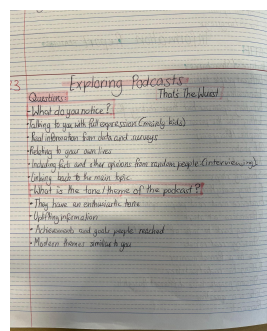 Exploring Podcasts
Questions:
That's The Wurst!
- What do you notice?
- Talking to you with full expression (mainly kids)
- Real information from data and surveys
- Relating to your own lives
- Including facts and other opinions from random people (interviewing)
- Linking back to the main topic
- What is the tone/theme of the podcast?
- They have an enthusiastic tone
- Uplifting information
- Achievements and goals people reached
- Modern themes similar to you